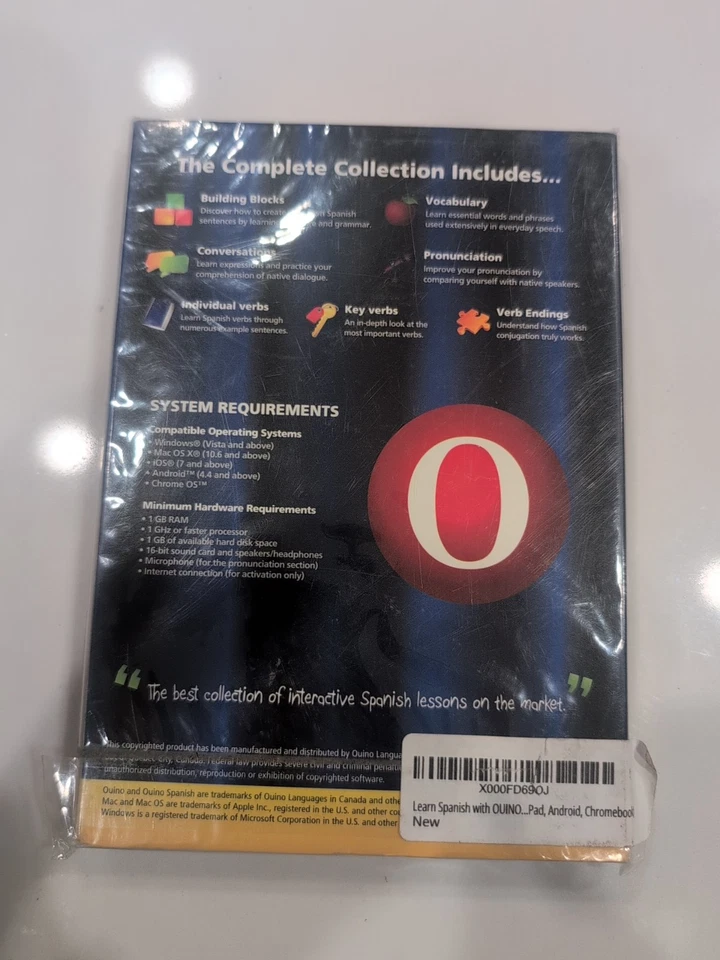 The Complete Collection Includes...
Building Blocks
Discover how to create Spanish
sentences by learning and grammar.
Vocabulary
Learn essential words and phrases
used extensively in everyday speech.
Conversations
Learn expressions and practice your
comprehension of native dialogue.
Pronunciation
Improve your pronunciation by
comparing yourself with native speakers.
Individual verbs
Learn Spanish verbs through
numerous example sentences.
Key verbs
An in-depth look at the
most important verbs.
Verb Endings
Understand how Spanish
conjugation truly works.
SYSTEM REQUIREMENTS
Compatible Operating Systems
• Windows® (Vista and above)
• Mac OS X® (10.6 and above)
• iOS® (7 and above)
• Android™ (4.4 and above)
• Chrome OS™
Minimum Hardware Requirements
• 1 GB RAM
• 1 GHz or faster processor
• 1 GB of available hard disk space
• 16-bit sound card and speakers/headphones
• Microphone (for the pronunciation section)
• Internet connection (for activation only)
O
“The best collection of interactive Spanish lessons on the market.”
This copyrighted product has been manufactured and distributed by Ouino Langua
City, Canada. Federal law provides severe civil and criminal penalt
unauthorized distribution, reproduction or exhibition of copyrighted software.
Ouino and Ouino Spanish are trademarks of Ouino Languages in Canada and othe
Mac and Mac OS are trademarks of Apple Inc., registered in the U.S. and other co
Windows is a registered trademark of Microsoft Corporation in the U.S. and other
X000FD69OJ
Learn Spanish with OUINO...Pad, Android, Chromebook
New